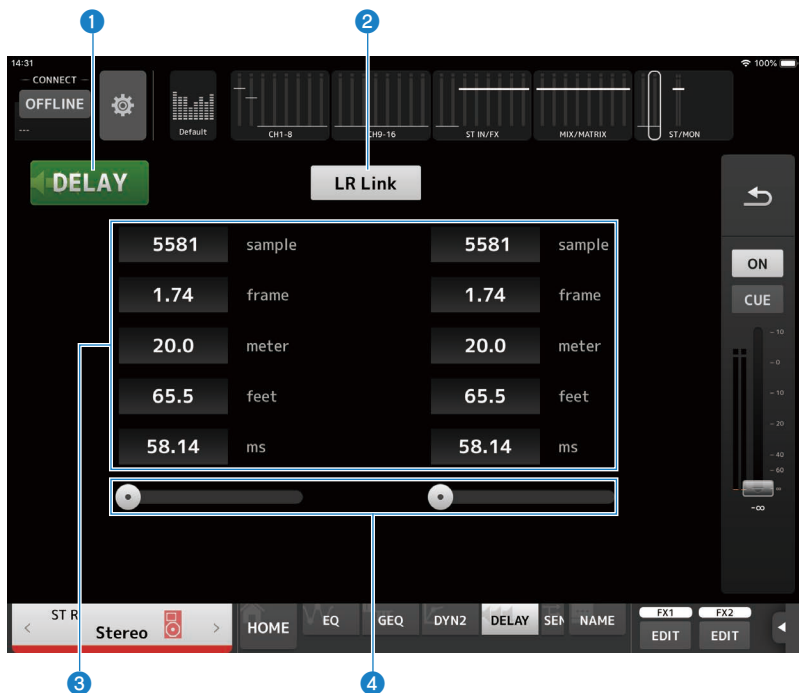 1 2
14:31 100%
CONNECT
OFFLINE
---
Default
CH1-8
CH9-16
ST IN/FX
MIX/MATRIX
ST/MON
DELAY
LR Link
5581 sample 5581 sample
1.74 frame 1.74 frame
20.0 meter 20.0 meter
65.5 feet 65.5 feet
58.14 ms 58.14 ms
ON
CUE
10
0
10
20
40
60
∞
-∞
ST R
< Stereo >
HOME
EQ
GEQ
DYN2
DELAY
SEN
NAME
FX1
EDIT
FX2
EDIT
3 4